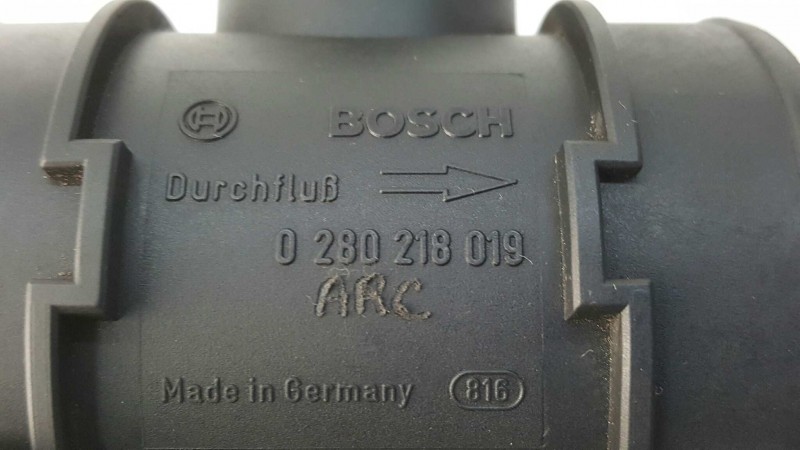 BOSCH
Durchfluß
0 280 218 019
ARC
Made in Germany 816